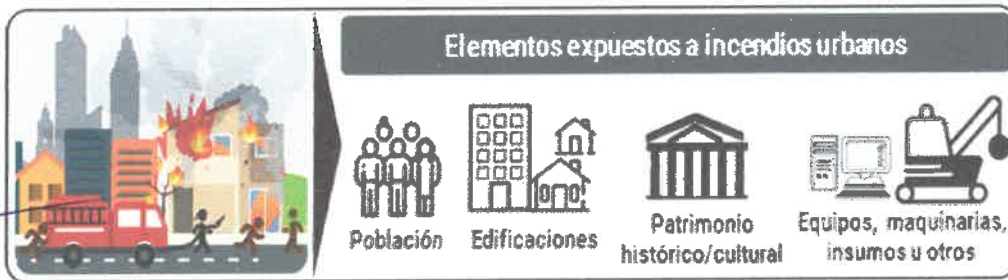 Elementos expuestos a incendios urbanos
Población
Edificaciones
Patrimonio
histórico/cultural
Equipos, maquinarias,
insumos u otros